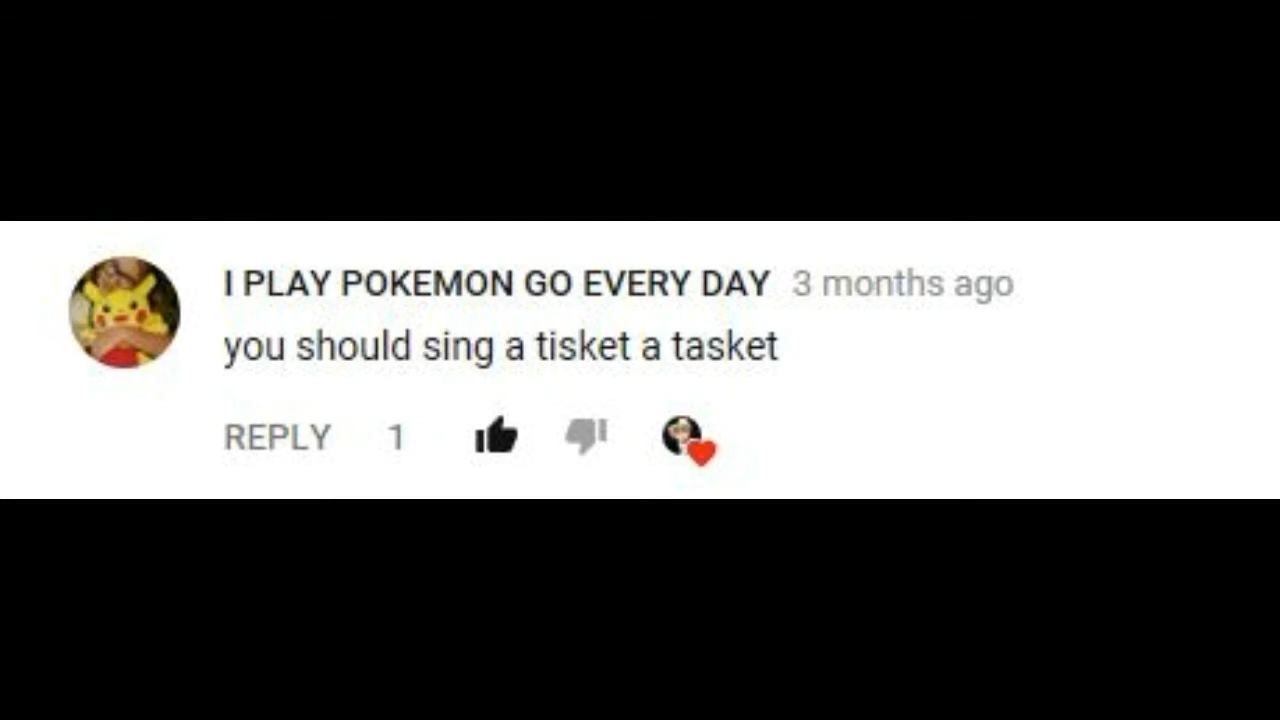 I PLAY POKEMON GO EVERY DAY 3 months ago
you should sing a tisket a tasket
REPLY 1